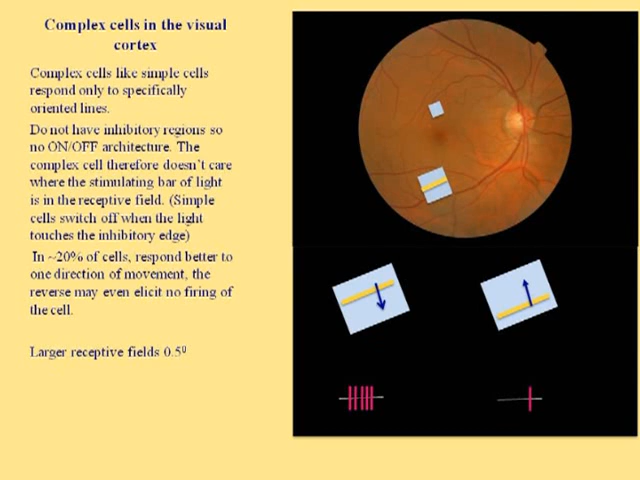 Complex cells in the visual
cortex
Complex cells like simple cells
respond only to specifically
oriented lines.
Do not have inhibitory regions so
no ON/OFF architecture. The
complex cell therefore doesn't care
where the stimulating bar of light
is in the receptive field. (Simple
cells switch off when the light
touches the inhibitory edge)
In ~20% of cells, respond better to
one direction of movement, the
reverse may even elicit no firing of
the cell.
Larger receptive fields 0.5⁰